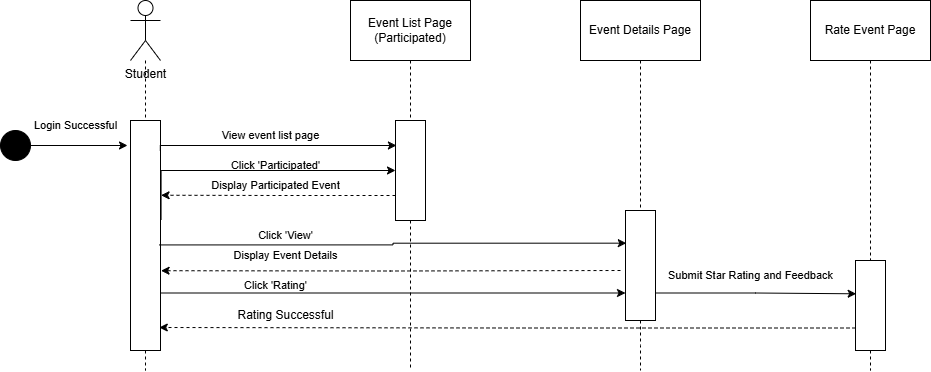 Event List Page
(Participated)
Event Details Page
Rate Event Page
Student
Login Successful
View event list page
Click 'Participated'
Display Participated Event
Click 'View'
Display Event Details
Click 'Rating'
Submit Star Rating and Feedback
Rating Successful